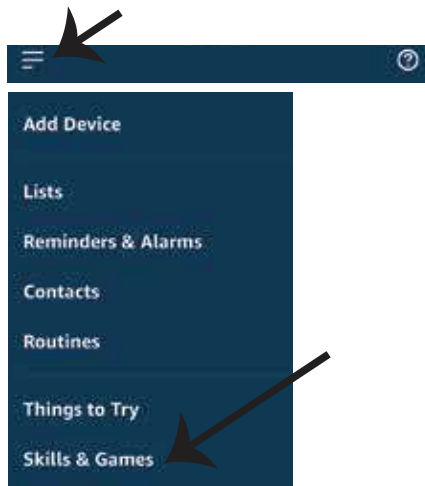 Add Device
Lists
Reminders & Alarms
Contacts
Routines
Things to Try
Skills & Games